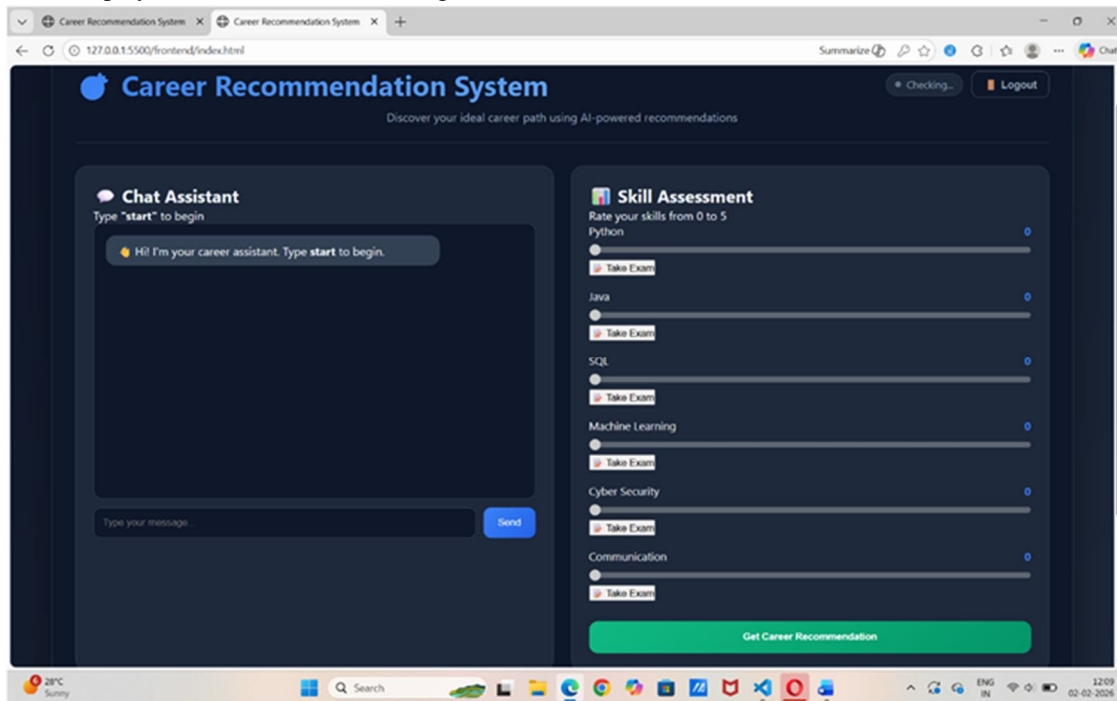 Career Recommendation System
Career Recommendation System
127.0.0.1:5500/frontend/index.html
Summarize
Chat
Career Recommendation System
Checking...
Logout
Discover your ideal career path using AI-powered recommendations
Chat Assistant
Type "start" to begin
Hi! I'm your career assistant. Type start to begin.
Type your message...
Send
Skill Assessment
Rate your skills from 0 to 5
Python 0
Take Exam
Java 0
Take Exam
SQL 0
Take Exam
Machine Learning 0
Take Exam
Cyber Security 0
Take Exam
Communication 0
Take Exam
Get Career Recommendation
28°C
Sunny
Search
ENG
IN
12:09
02-02-2026